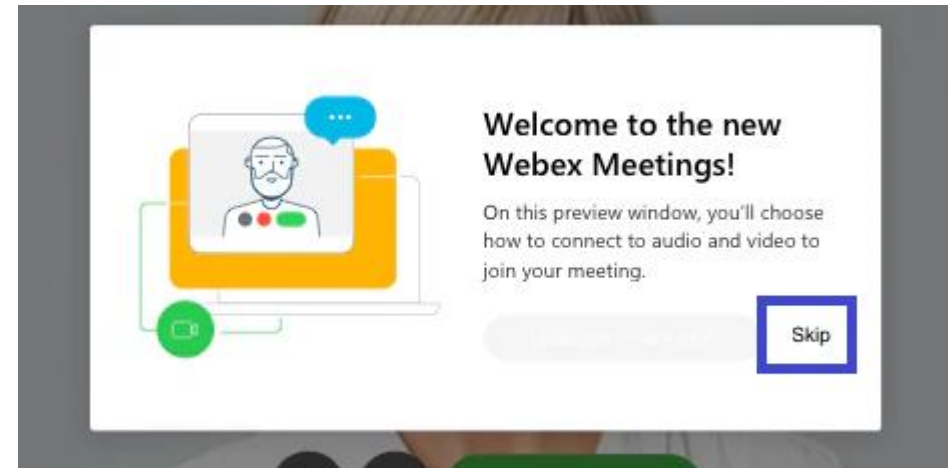 Welcome to the new
Webex Meetings!
On this preview window, you'll choose
how to connect to audio and video to
join your meeting.
Skip